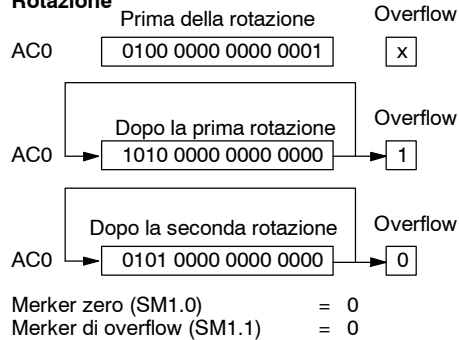 Rotazione
Prima della rotazione Overflow
AC0 0100 0000 0000 0001 x
Dopo la prima rotazione Overflow
AC0 1010 0000 0000 0000 1
Dopo la seconda rotazione Overflow
AC0 0101 0000 0000 0000 0
Merker zero (SM1.0) = 0
Merker di overflow (SM1.1) = 0